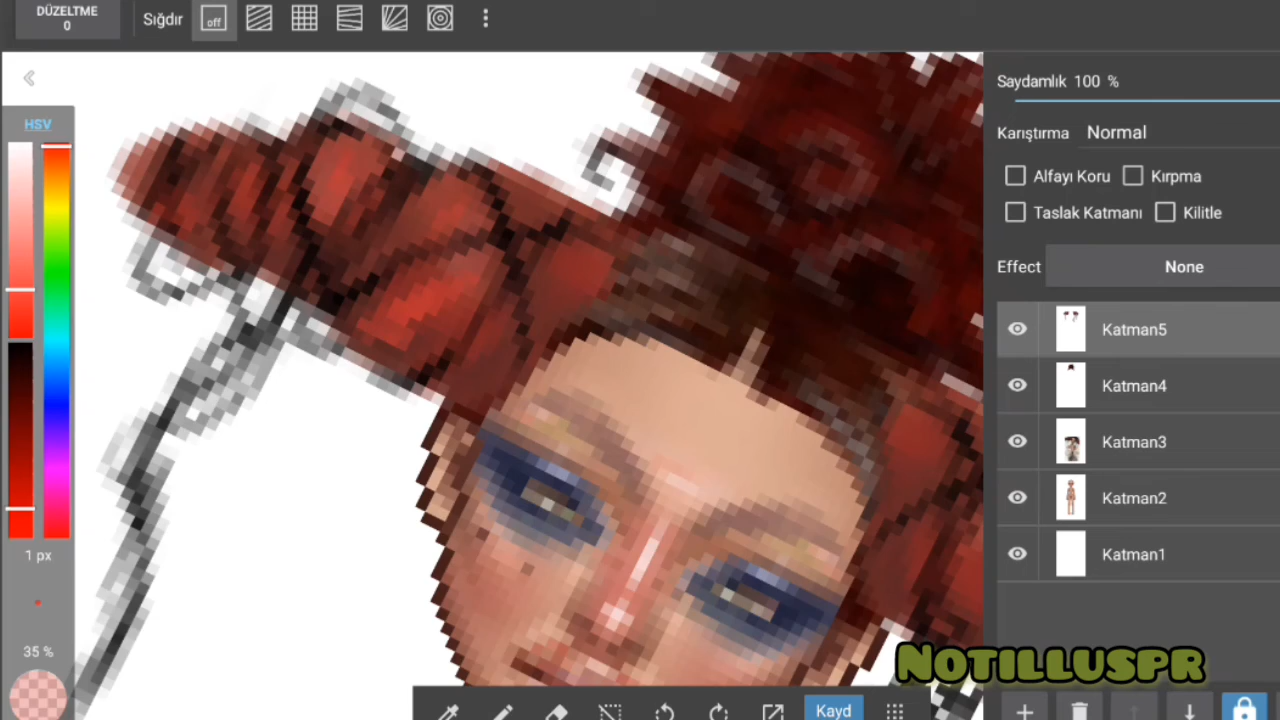 DÜZELTME
0
Sığdır
off
HSV
1 px
35 %
Saydamlık 100 %
Karıştırma Normal
Alfayı Koru Kırpma
Taslak Katmanı Kilitle
Effect None
Katman5
Katman4
Katman3
Katman2
Katman1
NOTILLUSPR
Kayd